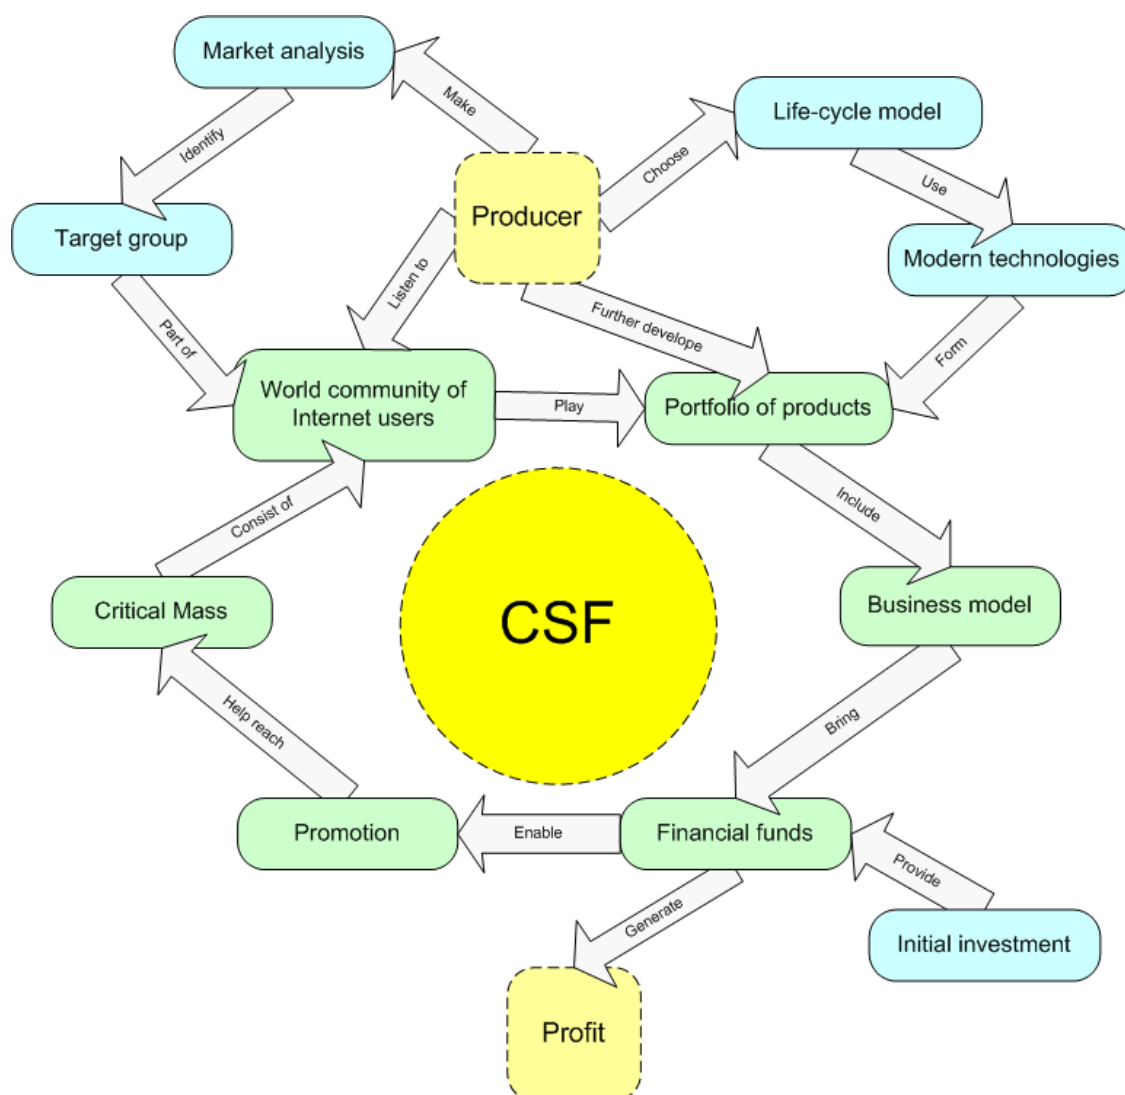 Market analysis
Make
Life-cycle model
Choose
Identify
Use
Producer
Target group
Modern technologies
Listen to
Further develope
Part of
Form
World community of
Internet users
Play
Portfolio of products
Consist of
Include
CSF
Critical Mass
Business model
Help reach
Bring
Promotion
Enable
Financial funds
Provide
Generate
Initial investment
Profit